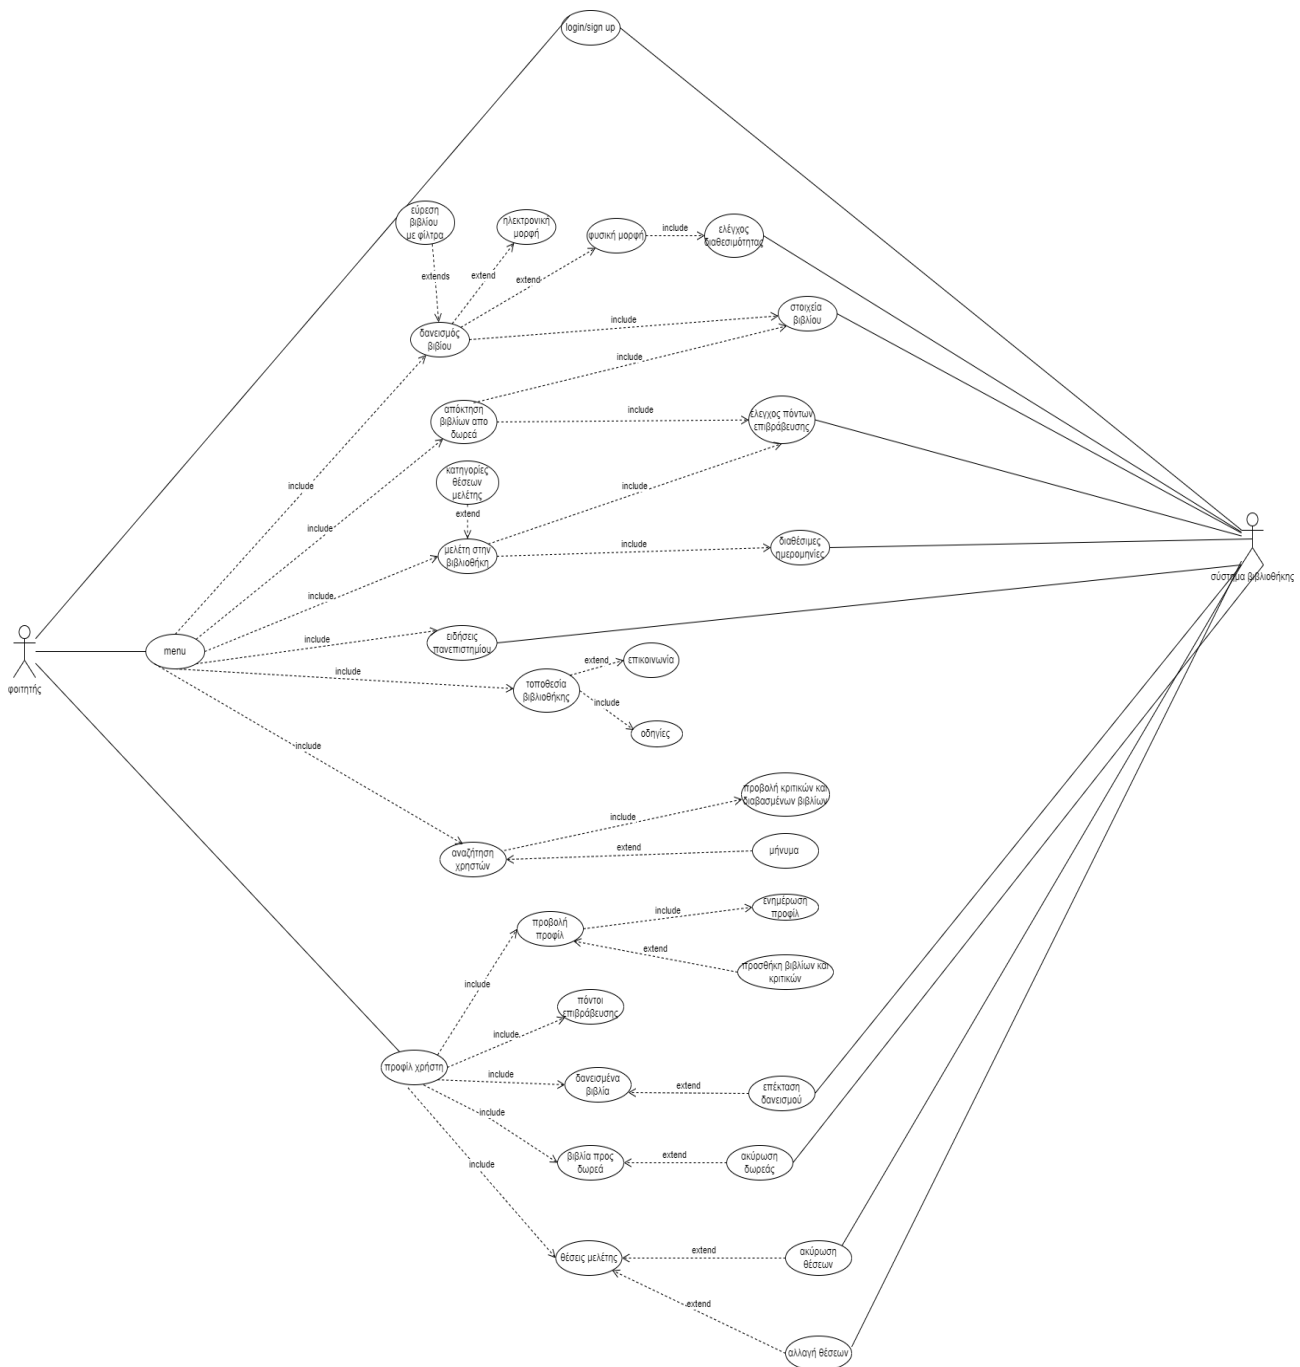 login/sign up
εύρεση
βιβλίου
με φίλτρα
ηλεκτρονικη
μορφή
φυσική μορφή
include
ελέγχος
διαθεσιμότητας
extends
extend
extend
στοιχεία
βιβλίου
include
δανεισμός
βιβίου
include
απόκτηση
βιβλίων απο
δωρεά
include
ελεγχος πόντων
επιβράβευσης
κατηγορίες
θέσεων
μελέτης
extend
include
include
include
μελέτη στην
βιβλιοθήκη
include
διαθέσιμες
ημερομηνίες
σύστημα βιβλιοθήκης
include
include
ειδήσεις
πανεπιστημίου
menu
φοιτητής
include
extend
επικοινωνία
τοποθεσία
βιβλιοθήκης
include
οδηγίες
include
προβολή κριτικών και
διαβασμένων βιβλίων
include
αναζήτηση
χρηστών
extend
μήνυμα
ενημέρωση
προφίλ
include
προβολή
προφίλ
extend
προσθήκη βιβλίων και
κριτικών
include
πόντοι
επιβράβευσης
include
προφίλ χρήστη
include
δανεισμένα
βιβλία
extend
επέκταση
δανεισμού
include
βιβλία προς
δωρεά
extend
ακύρωση
δωρεάς
include
θέσεις μελέτης
extend
ακύρωση
θέσεων
extend
αλλαγή θέσεων